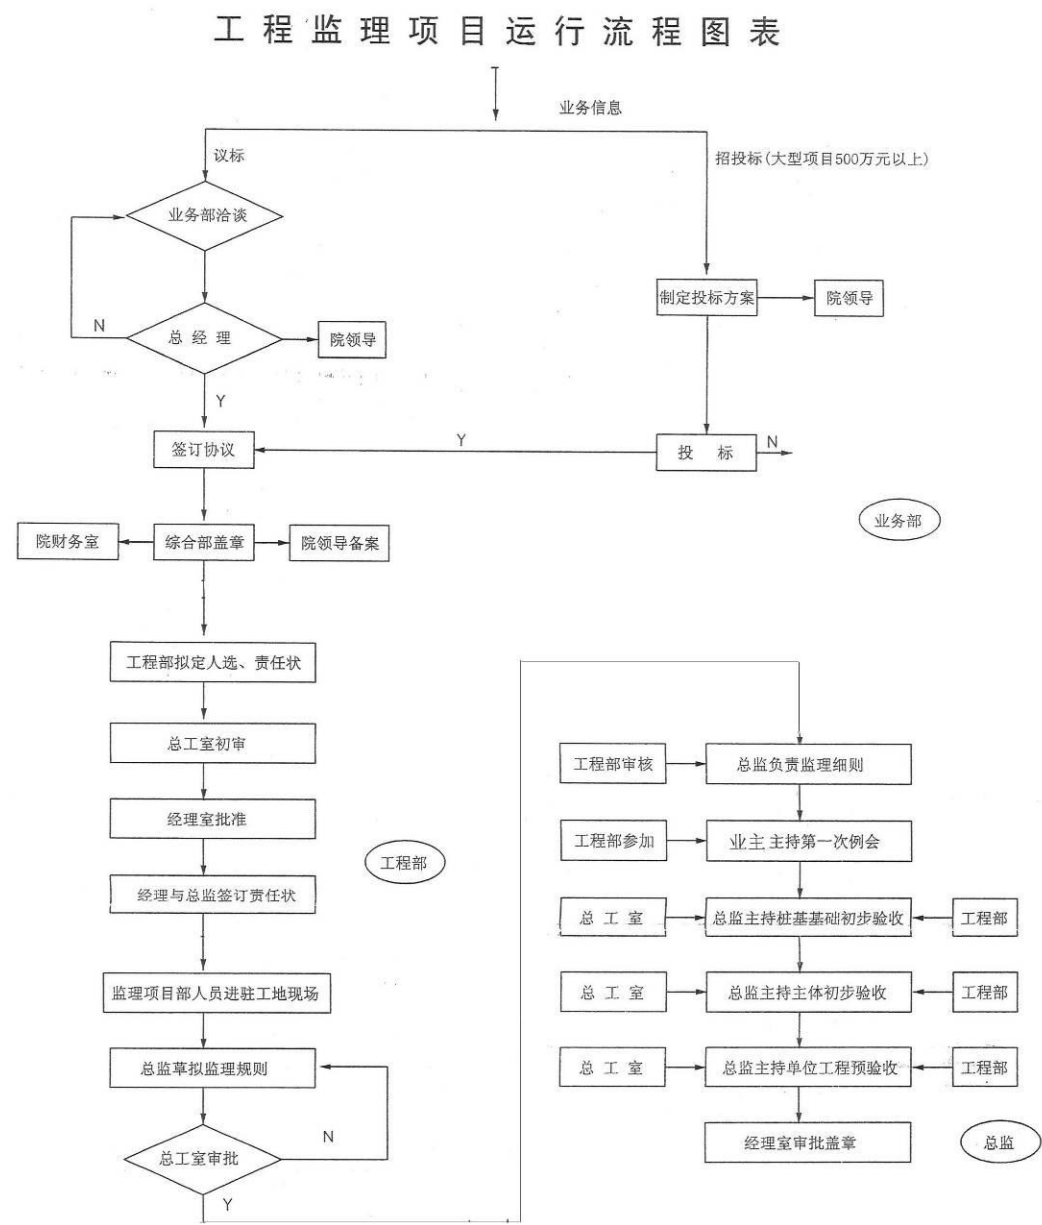 工程监理项目运行流程图表
业务信息
议标
招投标(大型项目500万元以上)
业务部洽谈
制定投标方案
院领导
N
总经理
院领导
Y
签订协议
Y
投标
N
业务部
院财务室
综合部盖章
院领导备案
工程部拟定人选、责任状
总工室初审
经理室批准
工程部
经理与总监签订责任状
监理项目部人员进驻工地现场
总监草拟监理规则
N
总工室审批
Y
工程部审核
总监负责监理细则
工程部参加
业主主持第一次例会
总工室
总监主持桩基基础初步验收
工程部
总工室
总监主持主体初步验收
工程部
总工室
总监主持单位工程预验收
工程部
经理室审批盖章
总监